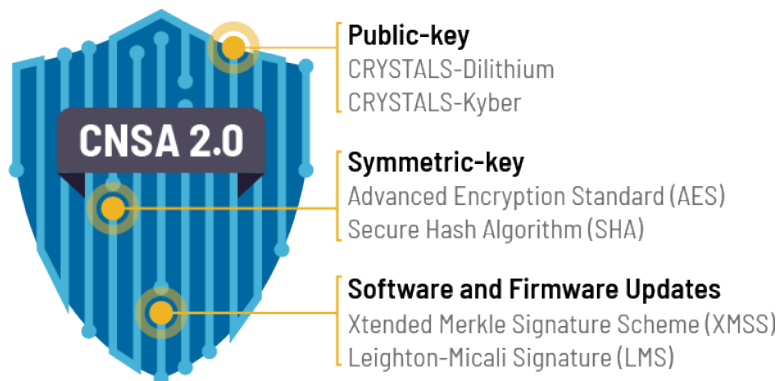 CNSA 2.0
Public-key
CRYSTALS-Dilithium
CRYSTALS-Kyber
Symmetric-key
Advanced Encryption Standard (AES)
Secure Hash Algorithm (SHA)
Software and Firmware Updates
Xtended Merkle Signature Scheme (XMSS)
Leighton-Micali Signature (LMS)